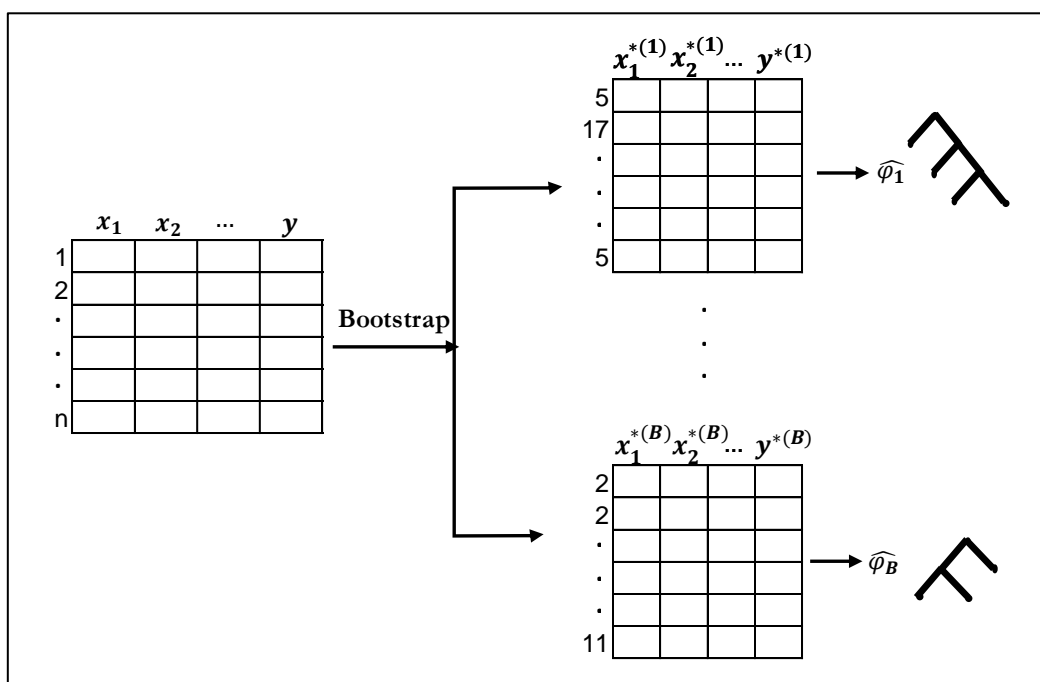 x₁ x₂ ... y
1
2
.
.
.
n
Bootstrap
x₁*⁽¹⁾ x₂*⁽¹⁾ ... y*⁽¹⁾
5
17
.
.
.
5
φ̂₁
.
.
.
x₁*⁽ᴮ⁾ x₂*⁽ᴮ⁾ ... y*⁽ᴮ⁾
2
2
.
.
.
11
φ̂_B